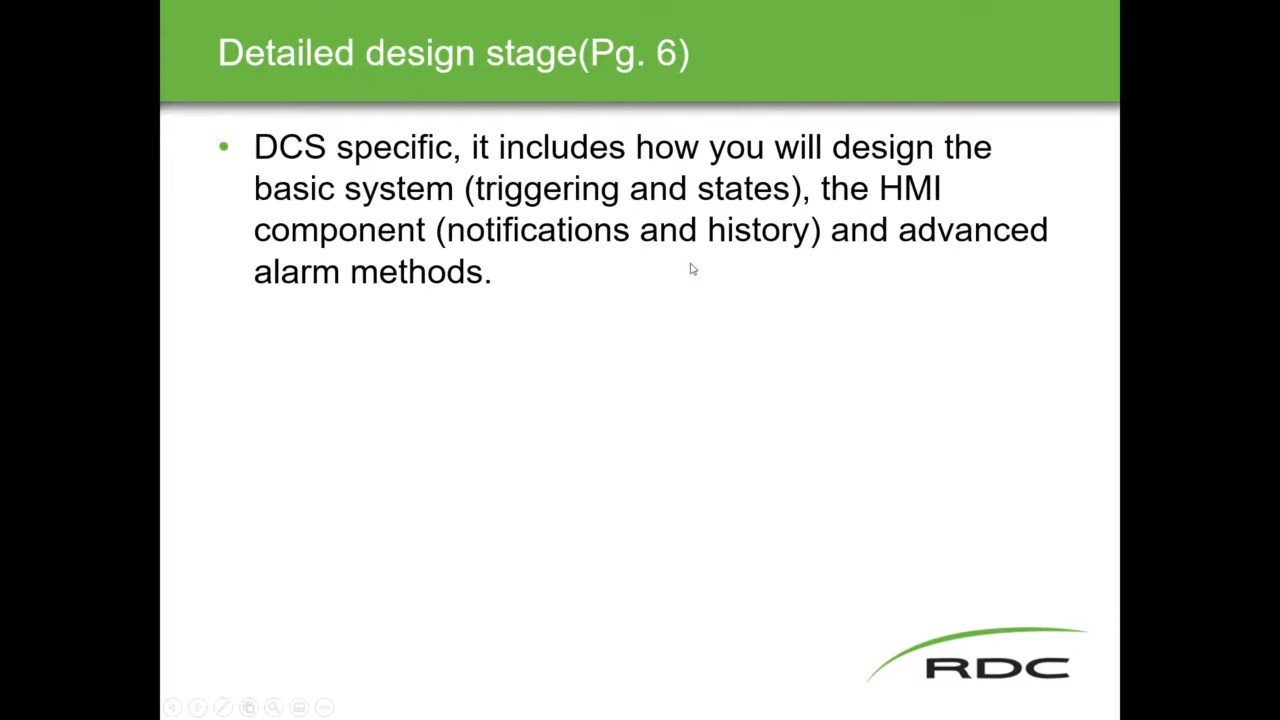 Detailed design stage(Pg. 6)
• DCS specific, it includes how you will design the
basic system (triggering and states), the HMI
component (notifications and history) and advanced
alarm methods.
RDC